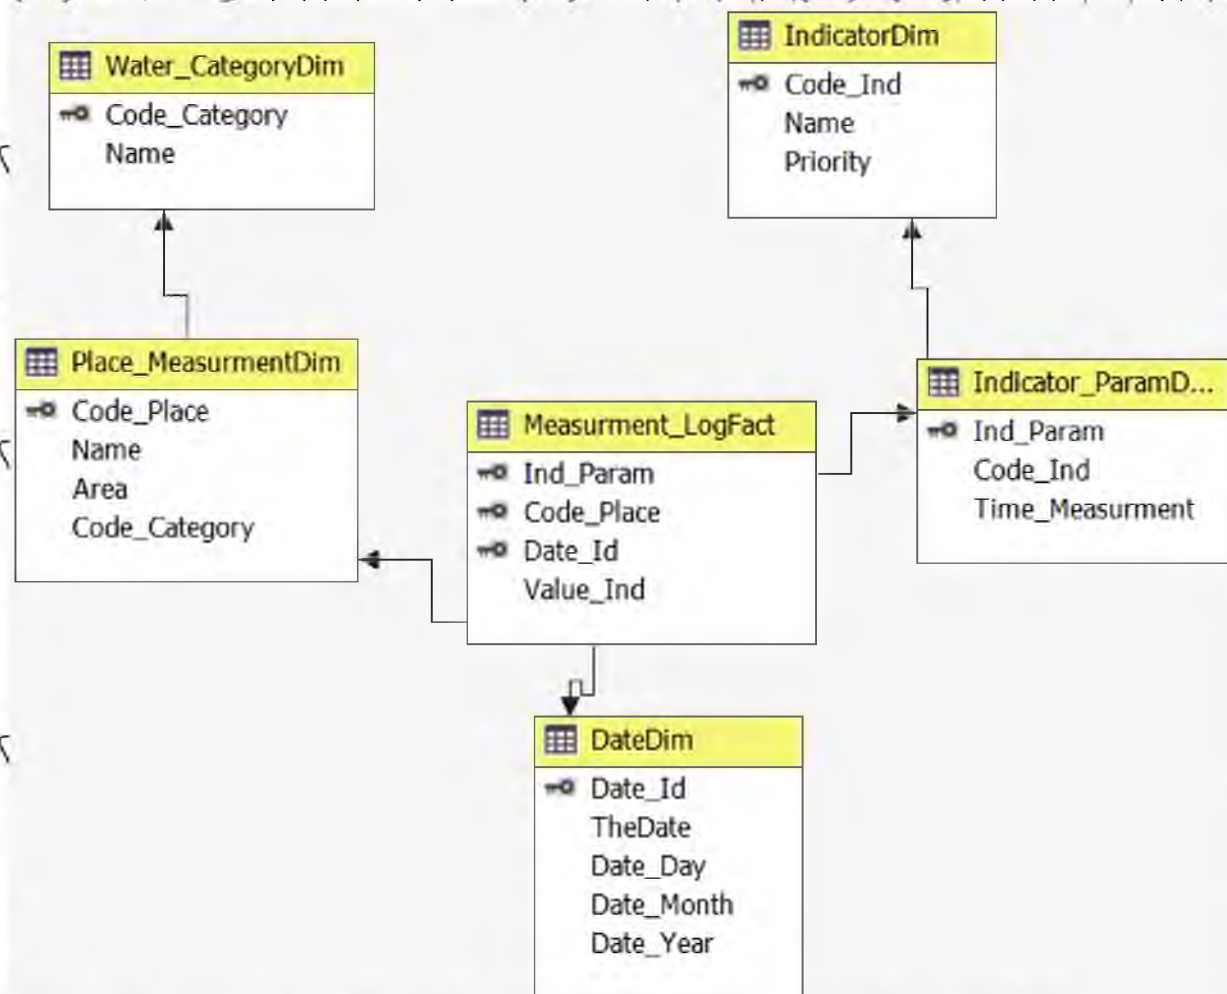 Water_CategoryDim
Code_Category
Name
IndicatorDim
Code_Ind
Name
Priority
Place_MeasurmentDim
Code_Place
Name
Area
Code_Category
Measurment_LogFact
Ind_Param
Code_Place
Date_Id
Value_Ind
Indicator_ParamD...
Ind_Param
Code_Ind
Time_Measurment
DateDim
Date_Id
TheDate
Date_Day
Date_Month
Date_Year